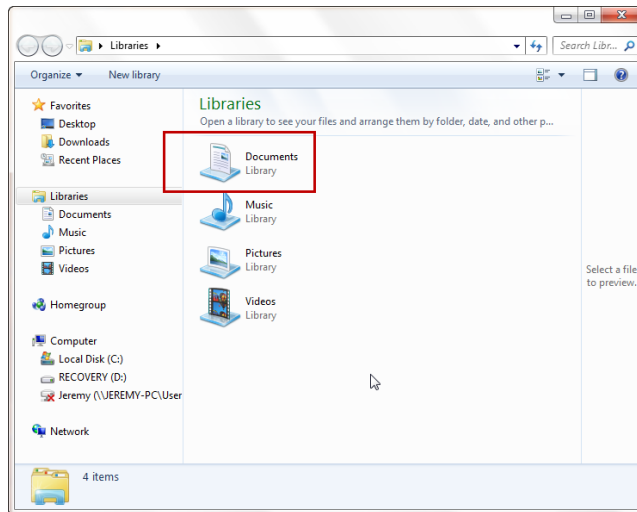 Libraries
Search Libr...
Organize
New library
Favorites
Desktop
Downloads
Recent Places
Libraries
Documents
Music
Pictures
Videos
Homegroup
Computer
Local Disk (C:)
RECOVERY (D:)
Jeremy (\\JEREMY-PC\User
Network
Libraries
Open a library to see your files and arrange them by folder, date, and other p...
Documents
Library
Music
Library
Pictures
Library
Videos
Library
Select a file
to preview.
4 items